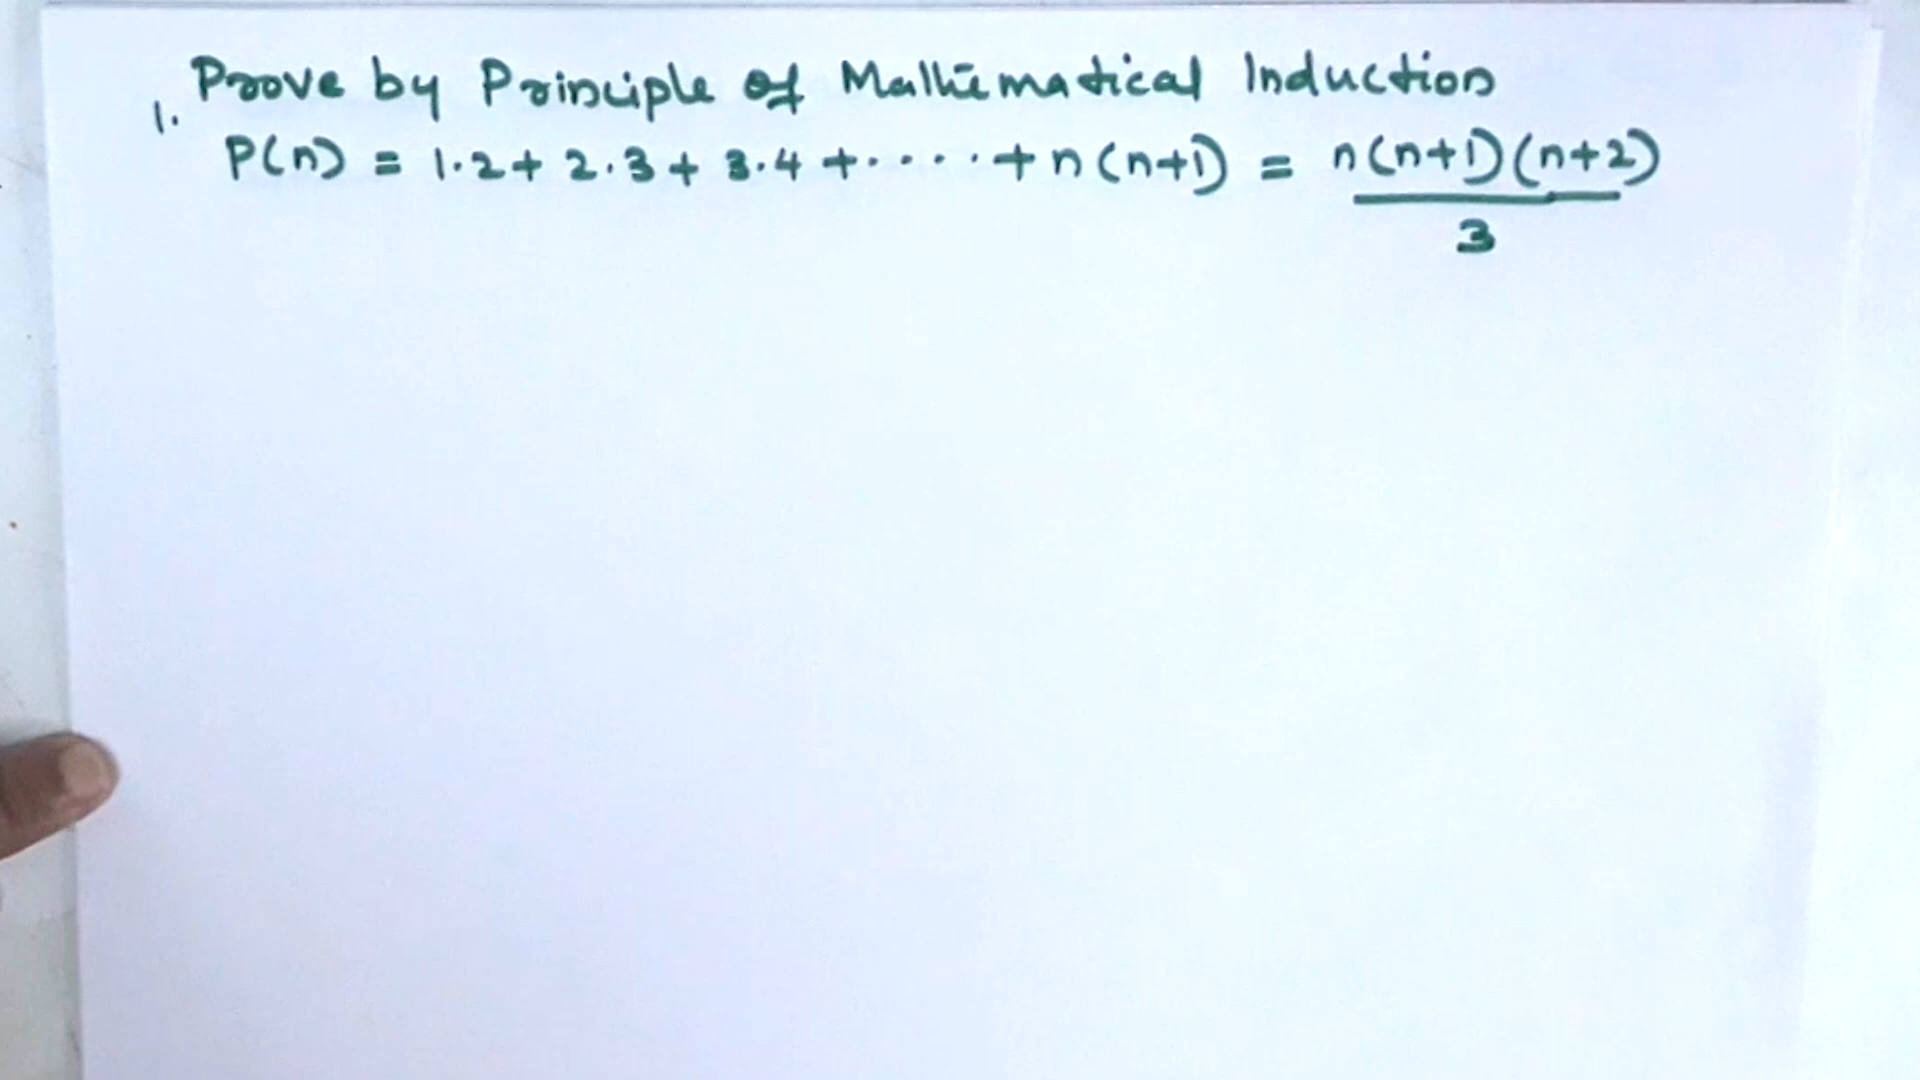 Prove by Principle of Mathematical Induction
1.
P(n) = 1.2 + 2.3 + 3.4 + ..... + n(n+1) = n(n+1)(n+2)
3